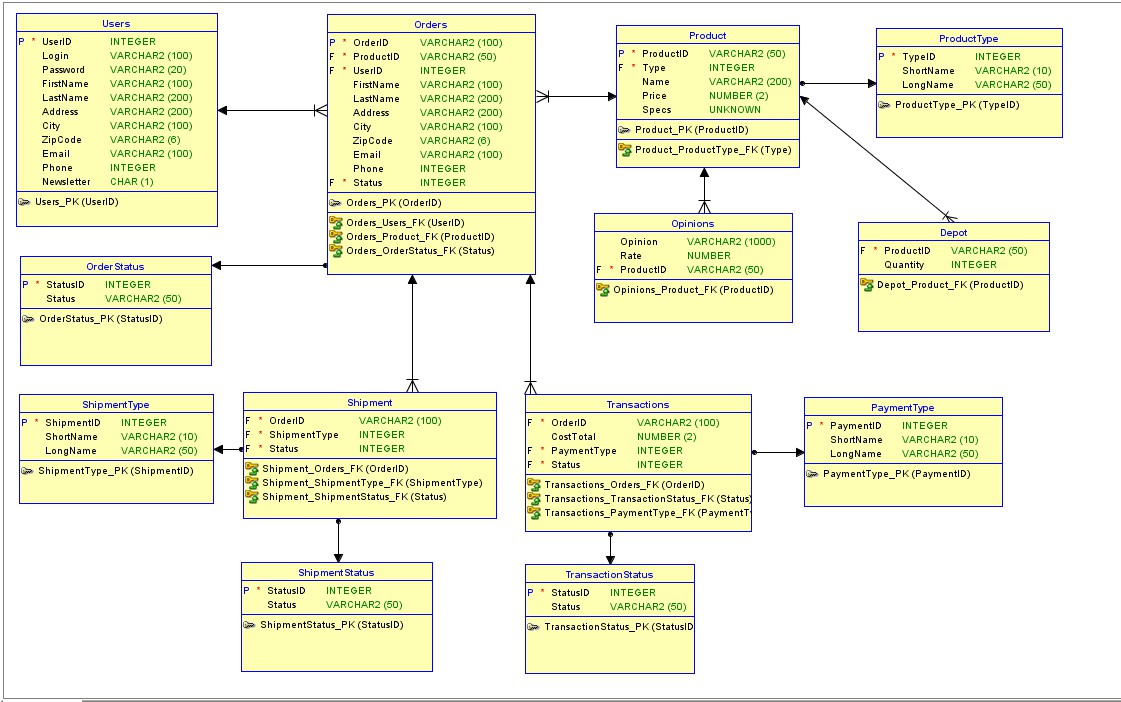 Users
P * UserID INTEGER
Login VARCHAR2 (100)
Password VARCHAR2 (20)
FirstName VARCHAR2 (100)
LastName VARCHAR2 (200)
Address VARCHAR2 (200)
City VARCHAR2 (100)
ZipCode VARCHAR2 (6)
Email VARCHAR2 (100)
Phone INTEGER
Newsletter CHAR (1)
Users_PK (UserID)
Orders
P * OrderID VARCHAR2 (100)
F * ProductID VARCHAR2 (50)
F * UserID INTEGER
FirstName VARCHAR2 (100)
LastName VARCHAR2 (200)
Address VARCHAR2 (200)
City VARCHAR2 (100)
ZipCode VARCHAR2 (6)
Email VARCHAR2 (100)
Phone INTEGER
F * Status INTEGER
Orders_PK (OrderID)
Orders_Users_FK (UserID)
Orders_Product_FK (ProductID)
Orders_OrderStatus_FK (Status)
Product
P * ProductID VARCHAR2 (50)
F * Type INTEGER
Name VARCHAR2 (200)
Price NUMBER (2)
Specs UNKNOWN
Product_PK (ProductID)
Product_ProductType_FK (Type)
ProductType
P * TypeID INTEGER
ShortName VARCHAR2 (10)
LongName VARCHAR2 (50)
ProductType_PK (TypeID)
Opinions
Opinion VARCHAR2 (1000)
Rate NUMBER
F * ProductID VARCHAR2 (50)
Opinions_Product_FK (ProductID)
Depot
F * ProductID VARCHAR2 (50)
Quantity INTEGER
Depot_Product_FK (ProductID)
OrderStatus
P * StatusID INTEGER
Status VARCHAR2 (50)
OrderStatus_PK (StatusID)
ShipmentType
P * ShipmentID INTEGER
ShortName VARCHAR2 (10)
LongName VARCHAR2 (50)
ShipmentType_PK (ShipmentID)
Shipment
F * OrderID VARCHAR2 (100)
F * ShipmentType INTEGER
F * Status INTEGER
Shipment_Orders_FK (OrderID)
Shipment_ShipmentType_FK (ShipmentType)
Shipment_ShipmentStatus_FK (Status)
Transactions
F * OrderID VARCHAR2 (100)
CostTotal NUMBER (2)
F * PaymentType INTEGER
F * Status INTEGER
Transactions_Orders_FK (OrderID)
Transactions_TransactionStatus_FK (Status)
Transactions_PaymentType_FK (PaymentT
PaymentType
P * PaymentID INTEGER
ShortName VARCHAR2 (10)
LongName VARCHAR2 (50)
PaymentType_PK (PaymentID)
ShipmentStatus
P * StatusID INTEGER
Status VARCHAR2 (50)
ShipmentStatus_PK (StatusID)
TransactionStatus
P * StatusID INTEGER
Status VARCHAR2 (50)
TransactionStatus_PK (StatusID